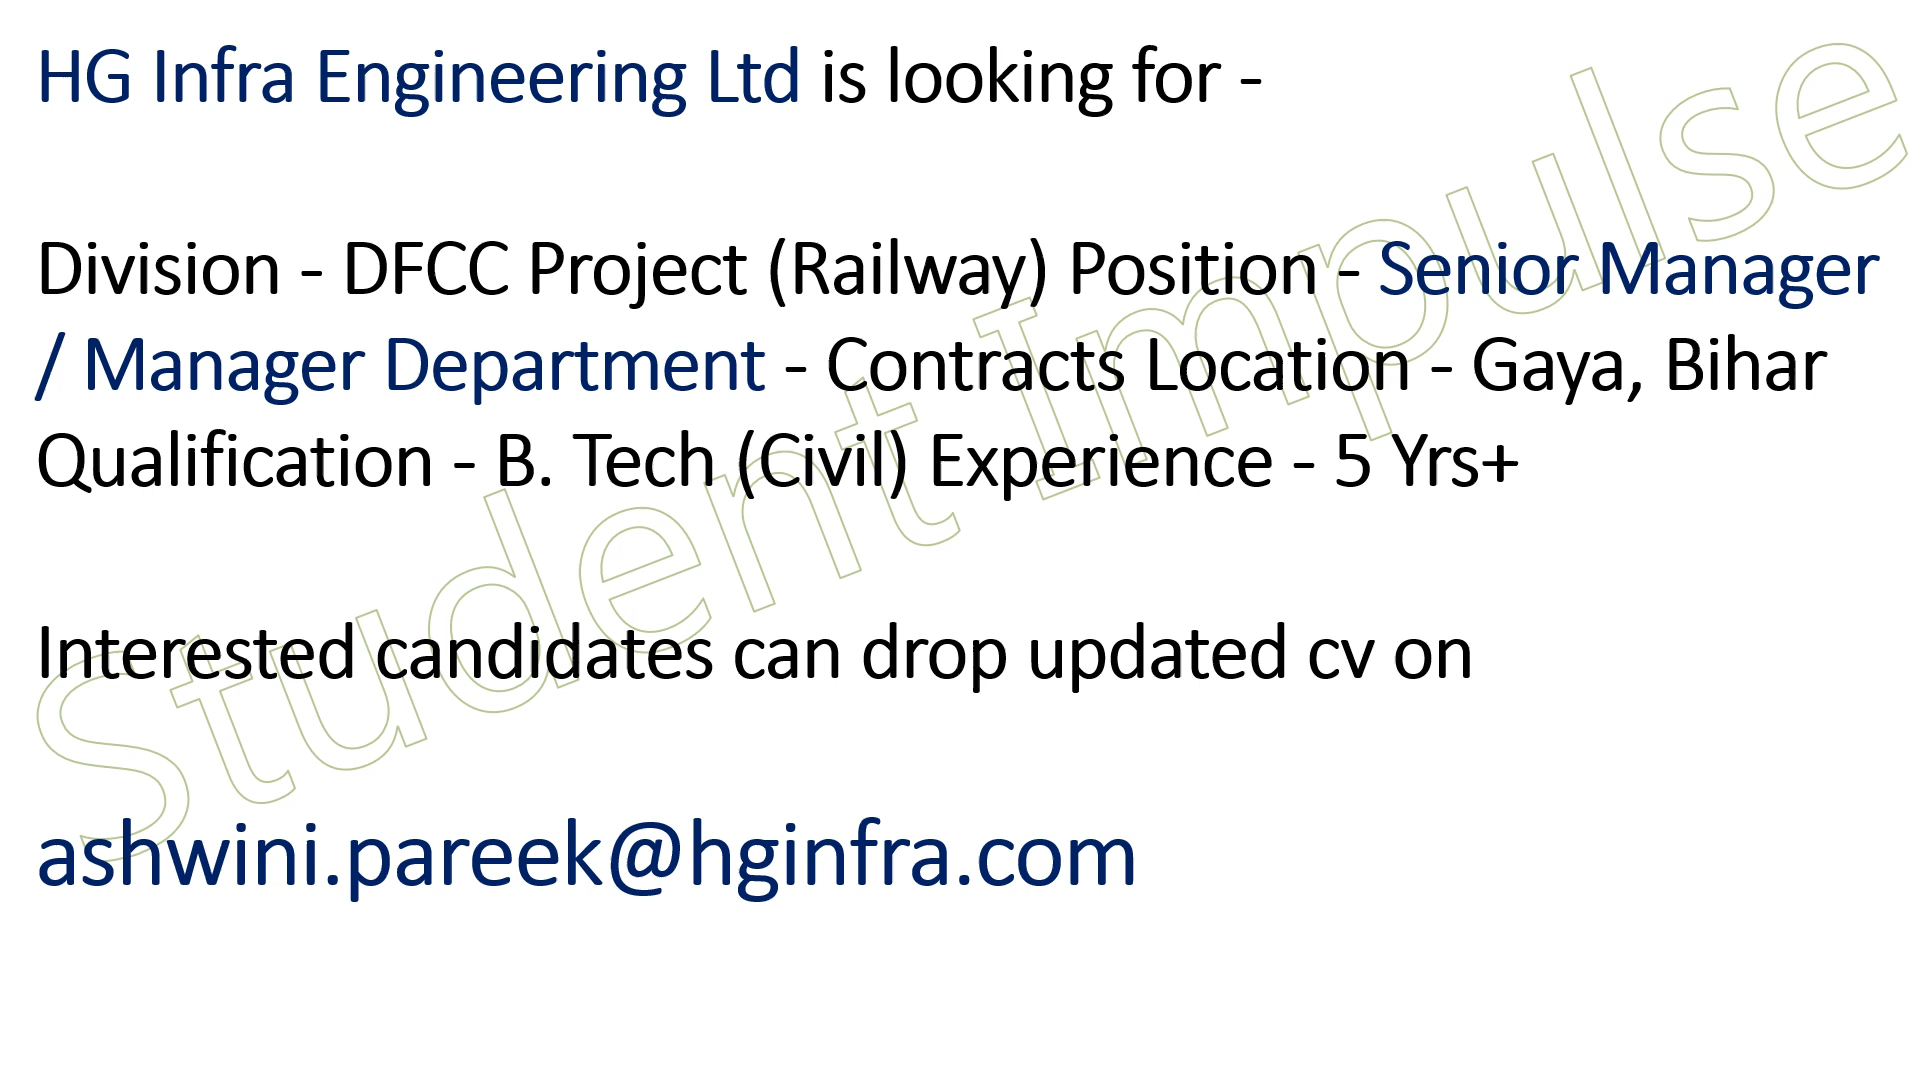 HG Infra Engineering Ltd is looking for -
Division - DFCC Project (Railway) Position - Senior Manager
/ Manager Department - Contracts Location - Gaya, Bihar
Qualification - B. Tech (Civil) Experience - 5 Yrs+
Interested candidates can drop updated cv on
ashwini.pareek@hginfra.com
Student Impulse